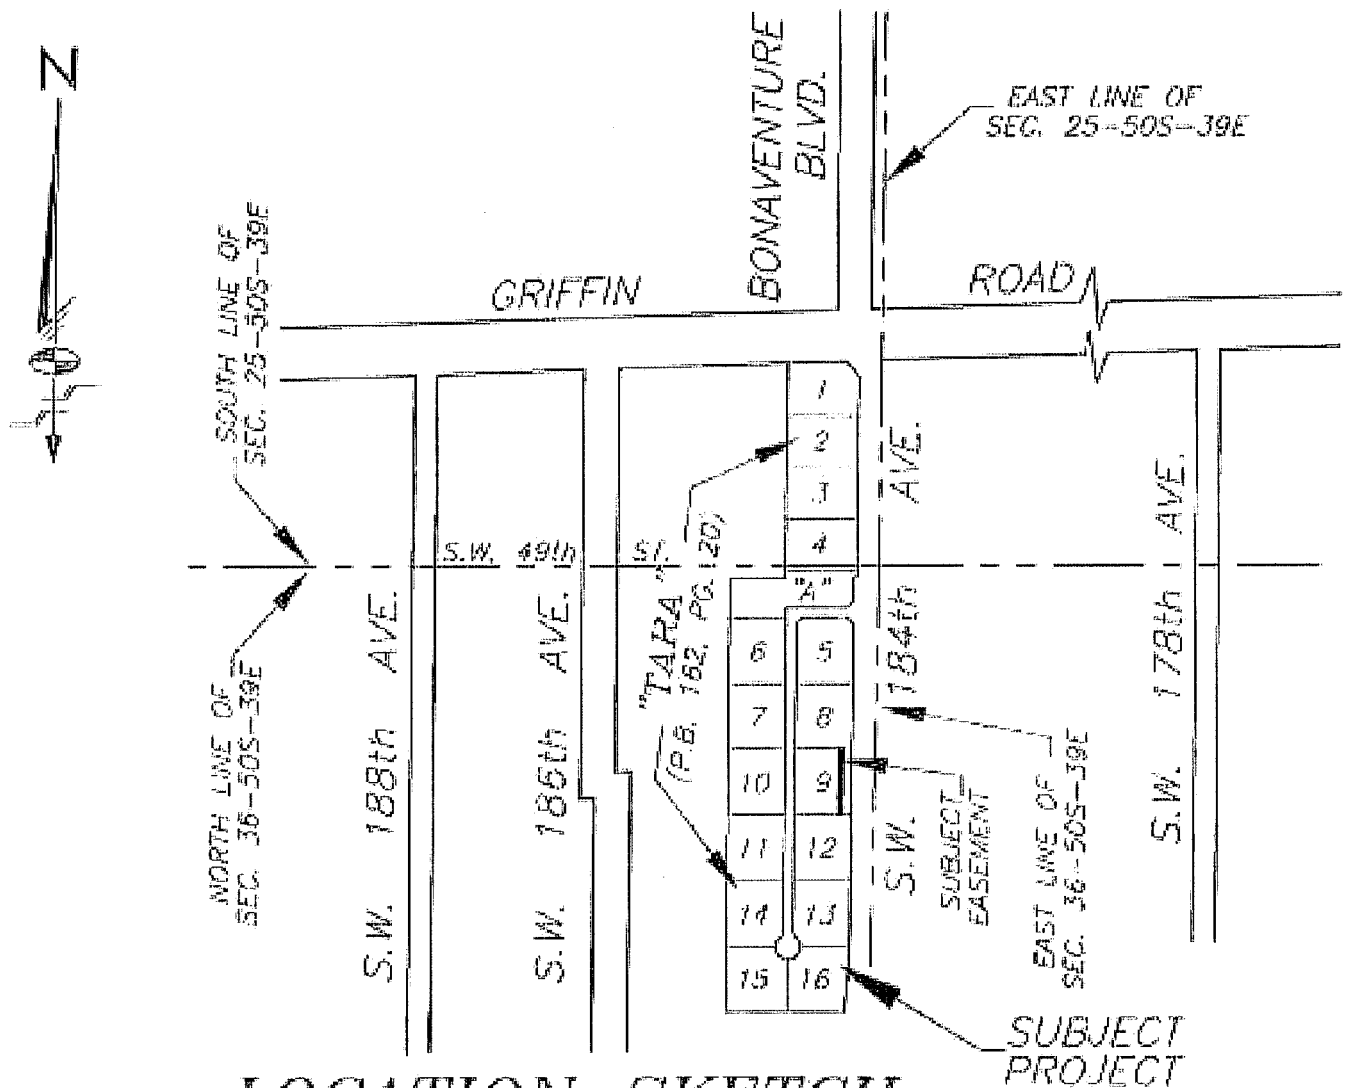 N
BONAVENTURE
BLVD.
EAST LINE OF
SEC. 25-50S-39E
SOUTH LINE OF
SEC. 25-50S-39E
GRIFFIN
ROAD
1
2
3
4
S.W. 49th ST.
"A"
"TARA"
(P.B. 162, PG. 20)
6
5
7
8
10
9
11
12
14
13
15
16
NORTH LINE OF
SEC. 36-50S-39E
S.W. 188th AVE.
S.W. 186th AVE.
S.W. 184th AVE.
S.W. 178th AVE.
SUBJECT
EASEMENT
EAST LINE OF
SEC. 36-50S-39E
SUBJECT
PROJECT
LOCATION SKETCH